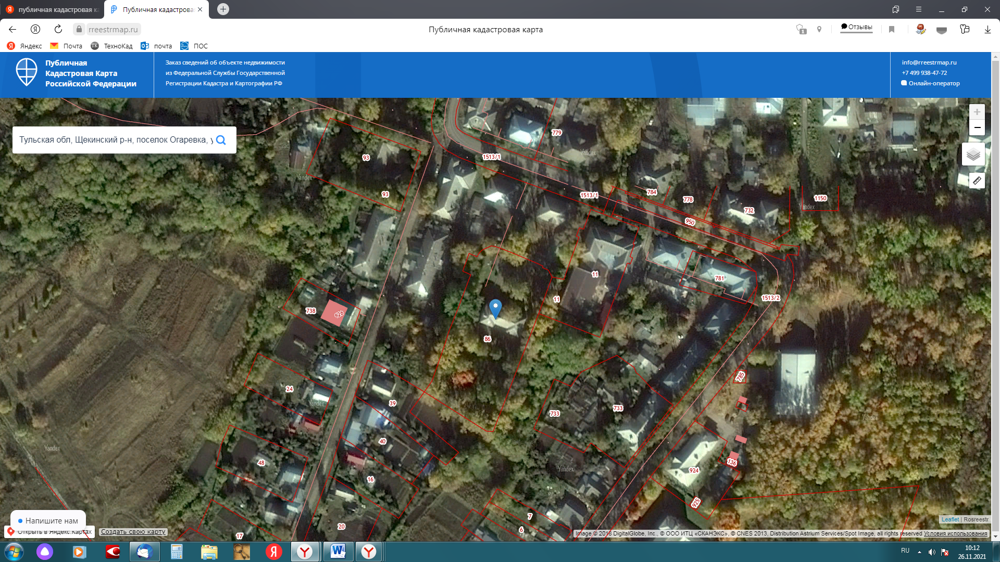 публичная кадастровая к
Публичная кадастрова
rreestrmap.ru
Публичная кадастровая карта
1
Отзывы
Яндекс
Почта
ТехноКад
почта
ПОС
Публичная
Кадастровая Карта
Российской Федерации
Заказ сведений об объекте недвижимости
из Федеральной Службы Государственной
Регистрации Кадастра и Картографии РФ
info@rreestrmap.ru
+7 499 938-47-72
Онлайн-оператор
Тульская обл, Щекинский р-н, поселок Огаревка, у
+
−
779
93
1513/1
Yandex
Yandex
93
1513/1
784
778
1150
732
Yandex
950
11
781
11
1513/2
738
926
86
785
24
39
Yandex
733
733
Yandex
40
Yandex
48
136
Yandex
924
16
925
7
20
6
17
Напишите нам
Открыть в Яндекс.Картах
Создать свою карту
Leaflet | Rosreestr
Image © 2018 DigitalGlobe, Inc., © ООО ИТЦ «СКАНЭКС», © CNES 2013, Distribution Astrium Services/Spot Image, all rights reserved Условия использования
RU
10:12
26.11.2021